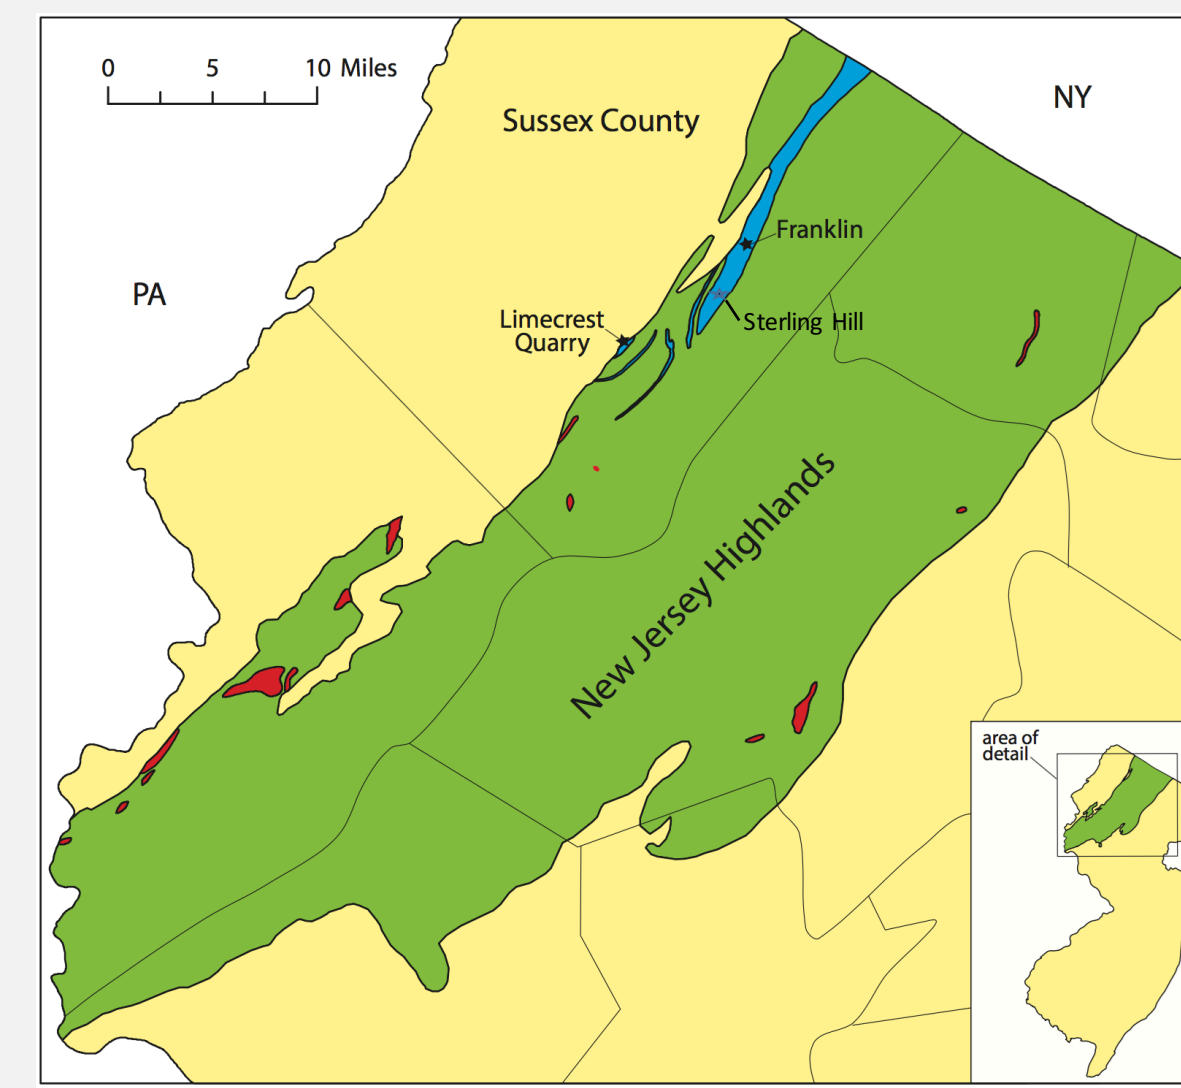 0 5 10 Miles
Sussex County
NY
PA
Franklin
Limecrest
Quarry
Sterling Hill
New Jersey Highlands
area of
detail